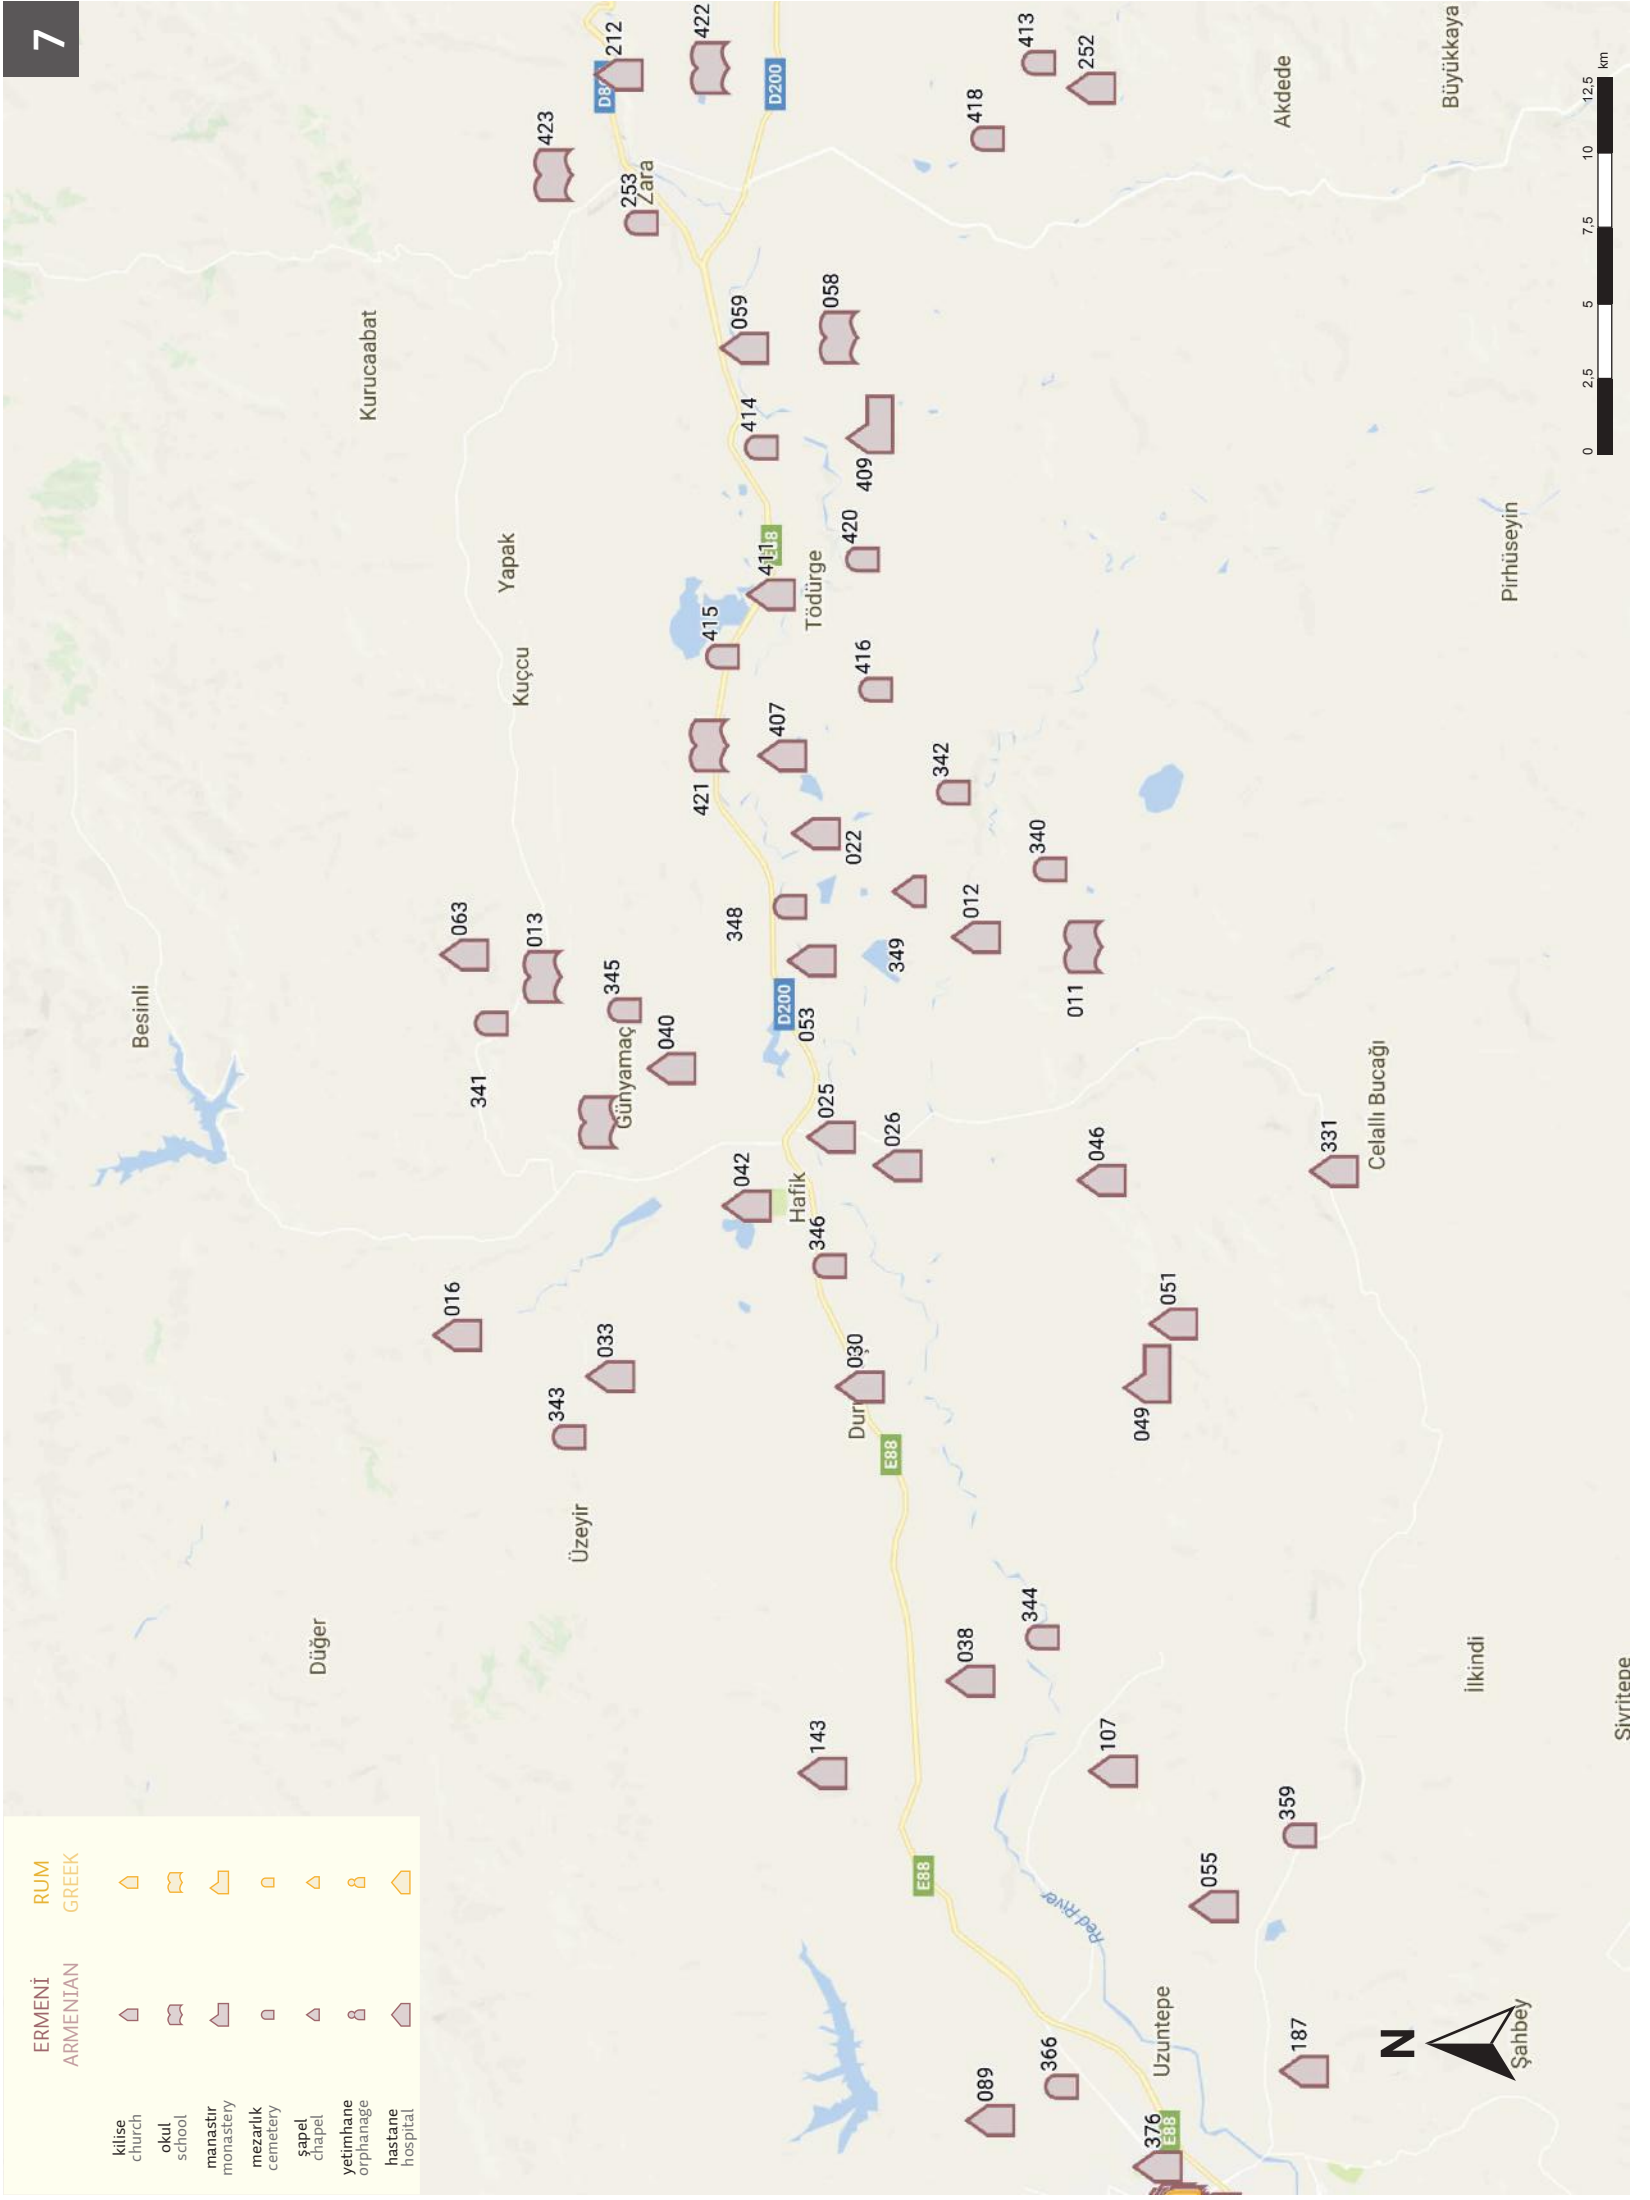 7
ERMENİ
ARMENIAN
RUM
GREEK
kilise
church
okul
school
manastır
monastery
mezarlık
cemetery
şapel
chapel
yetimhane
orphanage
hastane
hospital
Besinli
Düğer
Kurucaabat
016
063
341
Yapak
Kuçcu
013
423
343
Üzeyir
033
345
Günyamaç
040
253
Zara
212
D200
422
042
348
421
415
059
414
411
Tödürge
D200
407
053
Hafik
346
025
143
058
022
030
E88
026
349
416
420
409
E88
038
012
342
418
089
344
340
413
366
Red River
011
252
107
046
049
051
376
E88
Uzuntepe
055
187
359
331
Akdede
Celallı Bucağı
N
Büyükkaya
İlkindi
Pirhüseyin
Şahbey
Sivritepe
0
2,5
5
7,5
10
12,5
km